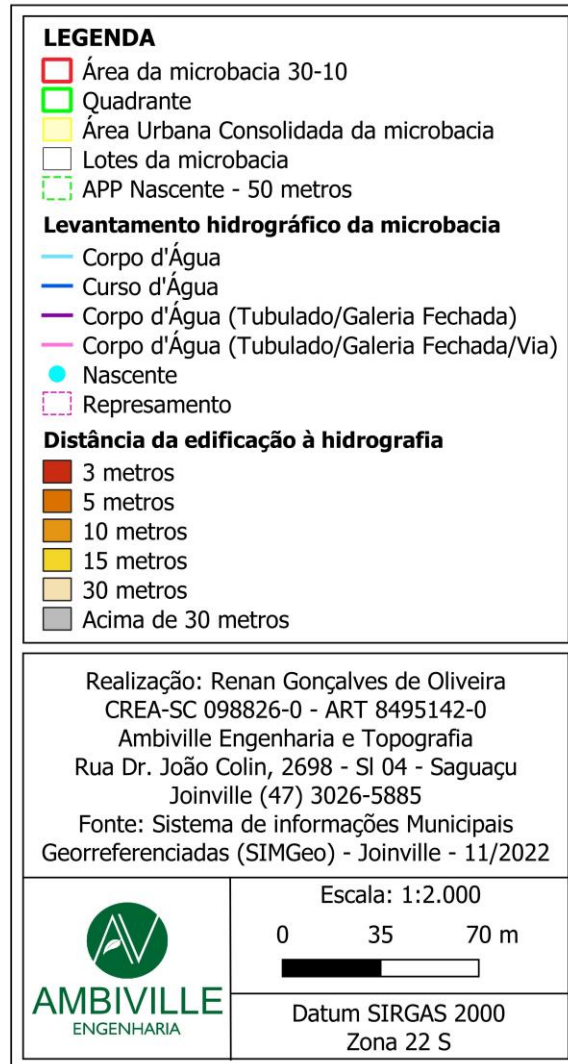 LEGENDA
Área da microbacia 30-10
Quadrante
Área Urbana Consolidada da microbacia
Lotes da microbacia
APP Nascente - 50 metros
Levantamento hidrográfico da microbacia
Corpo d'Água
Curso d'Água
Corpo d'Água (Tubulado/Galeria Fechada)
Corpo d'Água (Tubulado/Galeria Fechada/Via)
Nascente
Represamento
Distância da edificação à hidrografia
3 metros
5 metros
10 metros
15 metros
30 metros
Acima de 30 metros
Realização: Renan Gonçalves de Oliveira
CREA-SC 098826-0 - ART 8495142-0
Ambiville Engenharia e Topografia
Rua Dr. João Colin, 2698 - Sl 04 - Saguaçu
Joinville (47) 3026-5885
Fonte: Sistema de informações Municipais
Georreferenciadas (SIMGeo) - Joinville - 11/2022
AV
AMBIVILLE
ENGENHARIA
Escala: 1:2.000
0 35 70 m
Datum SIRGAS 2000
Zona 22 S